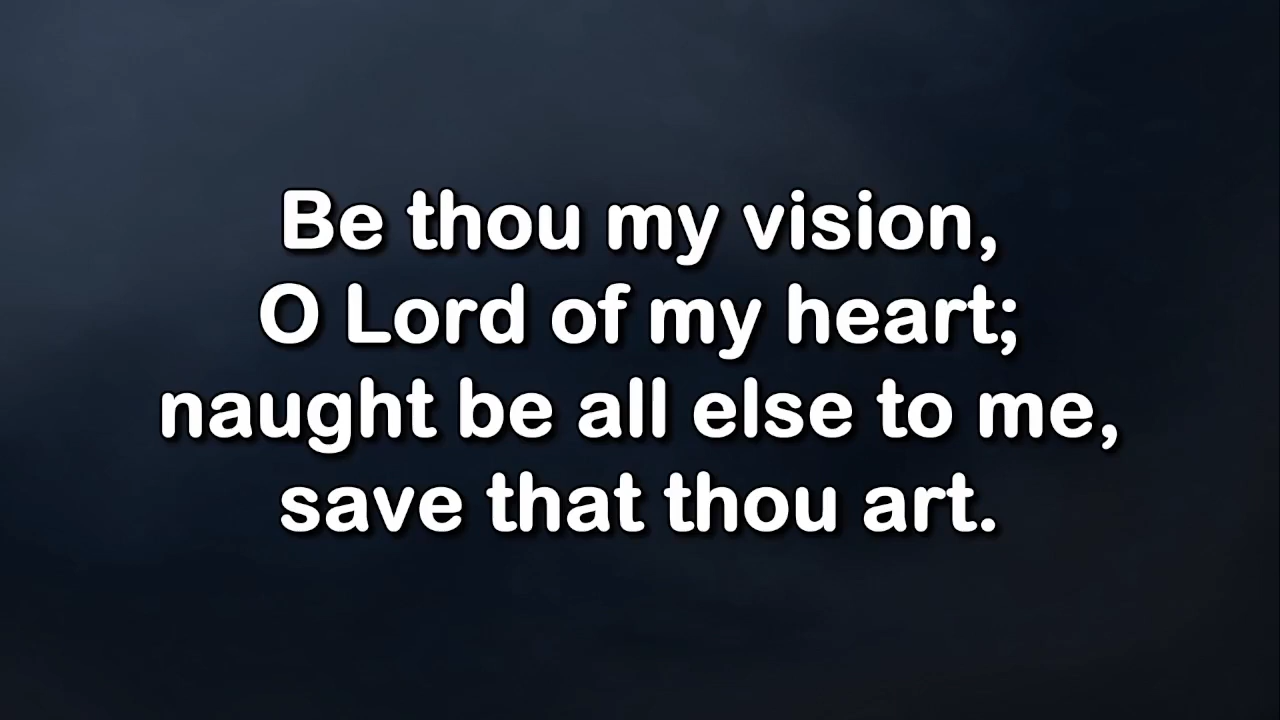 Be thou my vision,
O Lord of my heart;
naught be all else to me,
save that thou art.